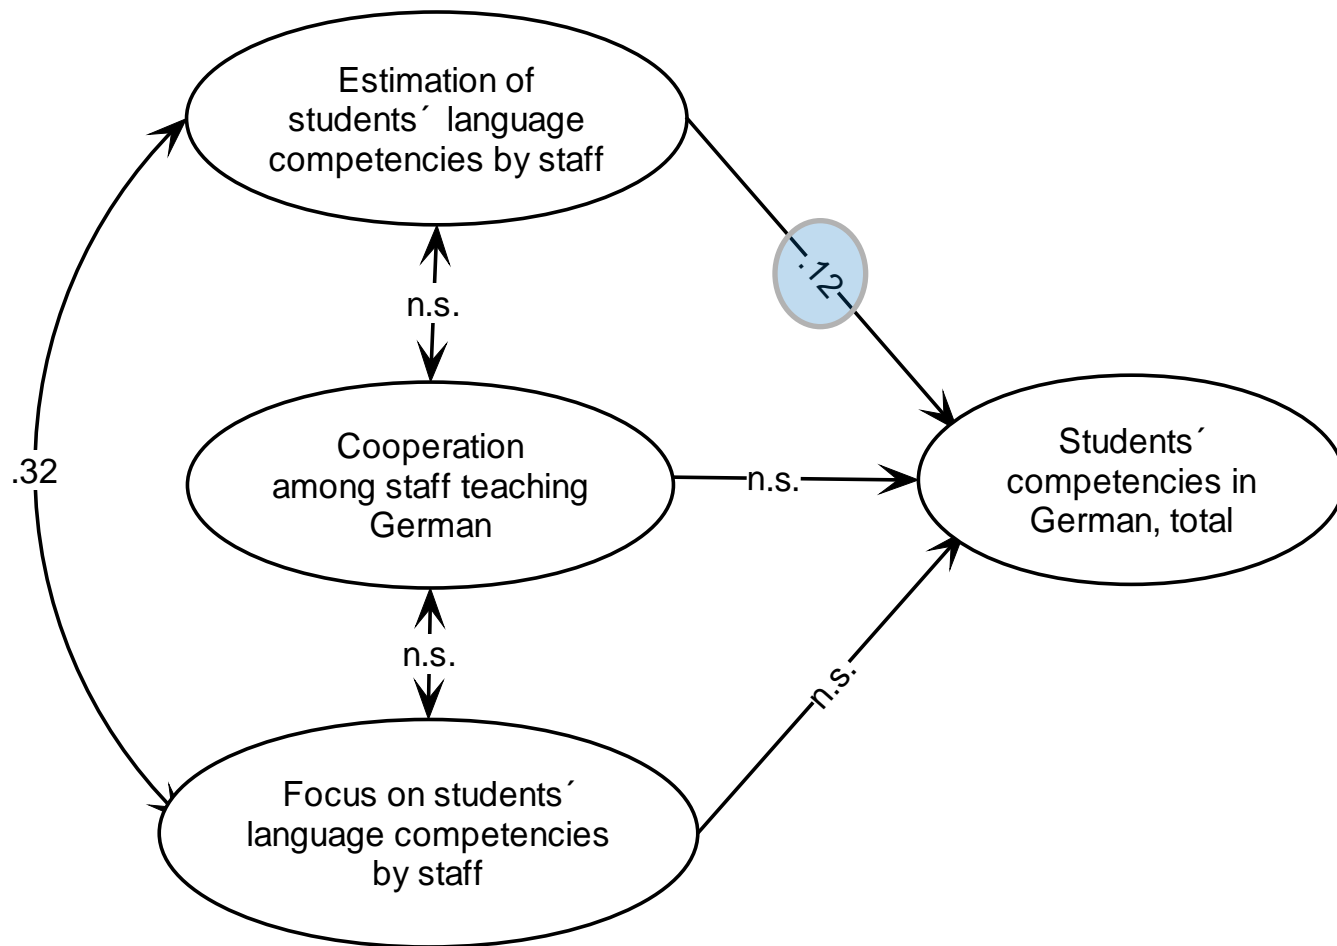 Estimation of
students´ language
competencies by staff
.12
n.s.
Cooperation
among staff teaching
German
n.s.
Students´
competencies in
German, total
.32
n.s.
n.s.
Focus on students´
language competencies
by staff